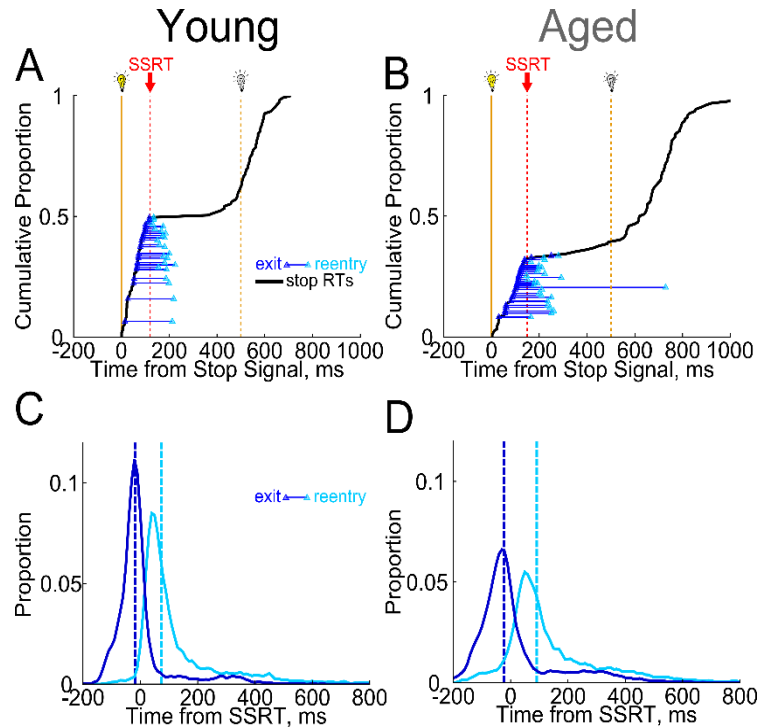 Young
Aged
A
SSRT
B
SSRT
Cumulative Proportion
1
0.5
0
exit reentry
stop RTs
-200 0 200 400 600 800 1000
Time from Stop Signal, ms
Cumulative Proportion
1
0.5
0
-200 0 200 400 600 800 1000
Time from Stop Signal, ms
C
Proportion
0.1
0.05
0
exit reentry
-200 0 200 400 600 800
Time from SSRT, ms
D
Proportion
0.1
0.05
0
-200 0 200 400 600 800
Time from SSRT, ms